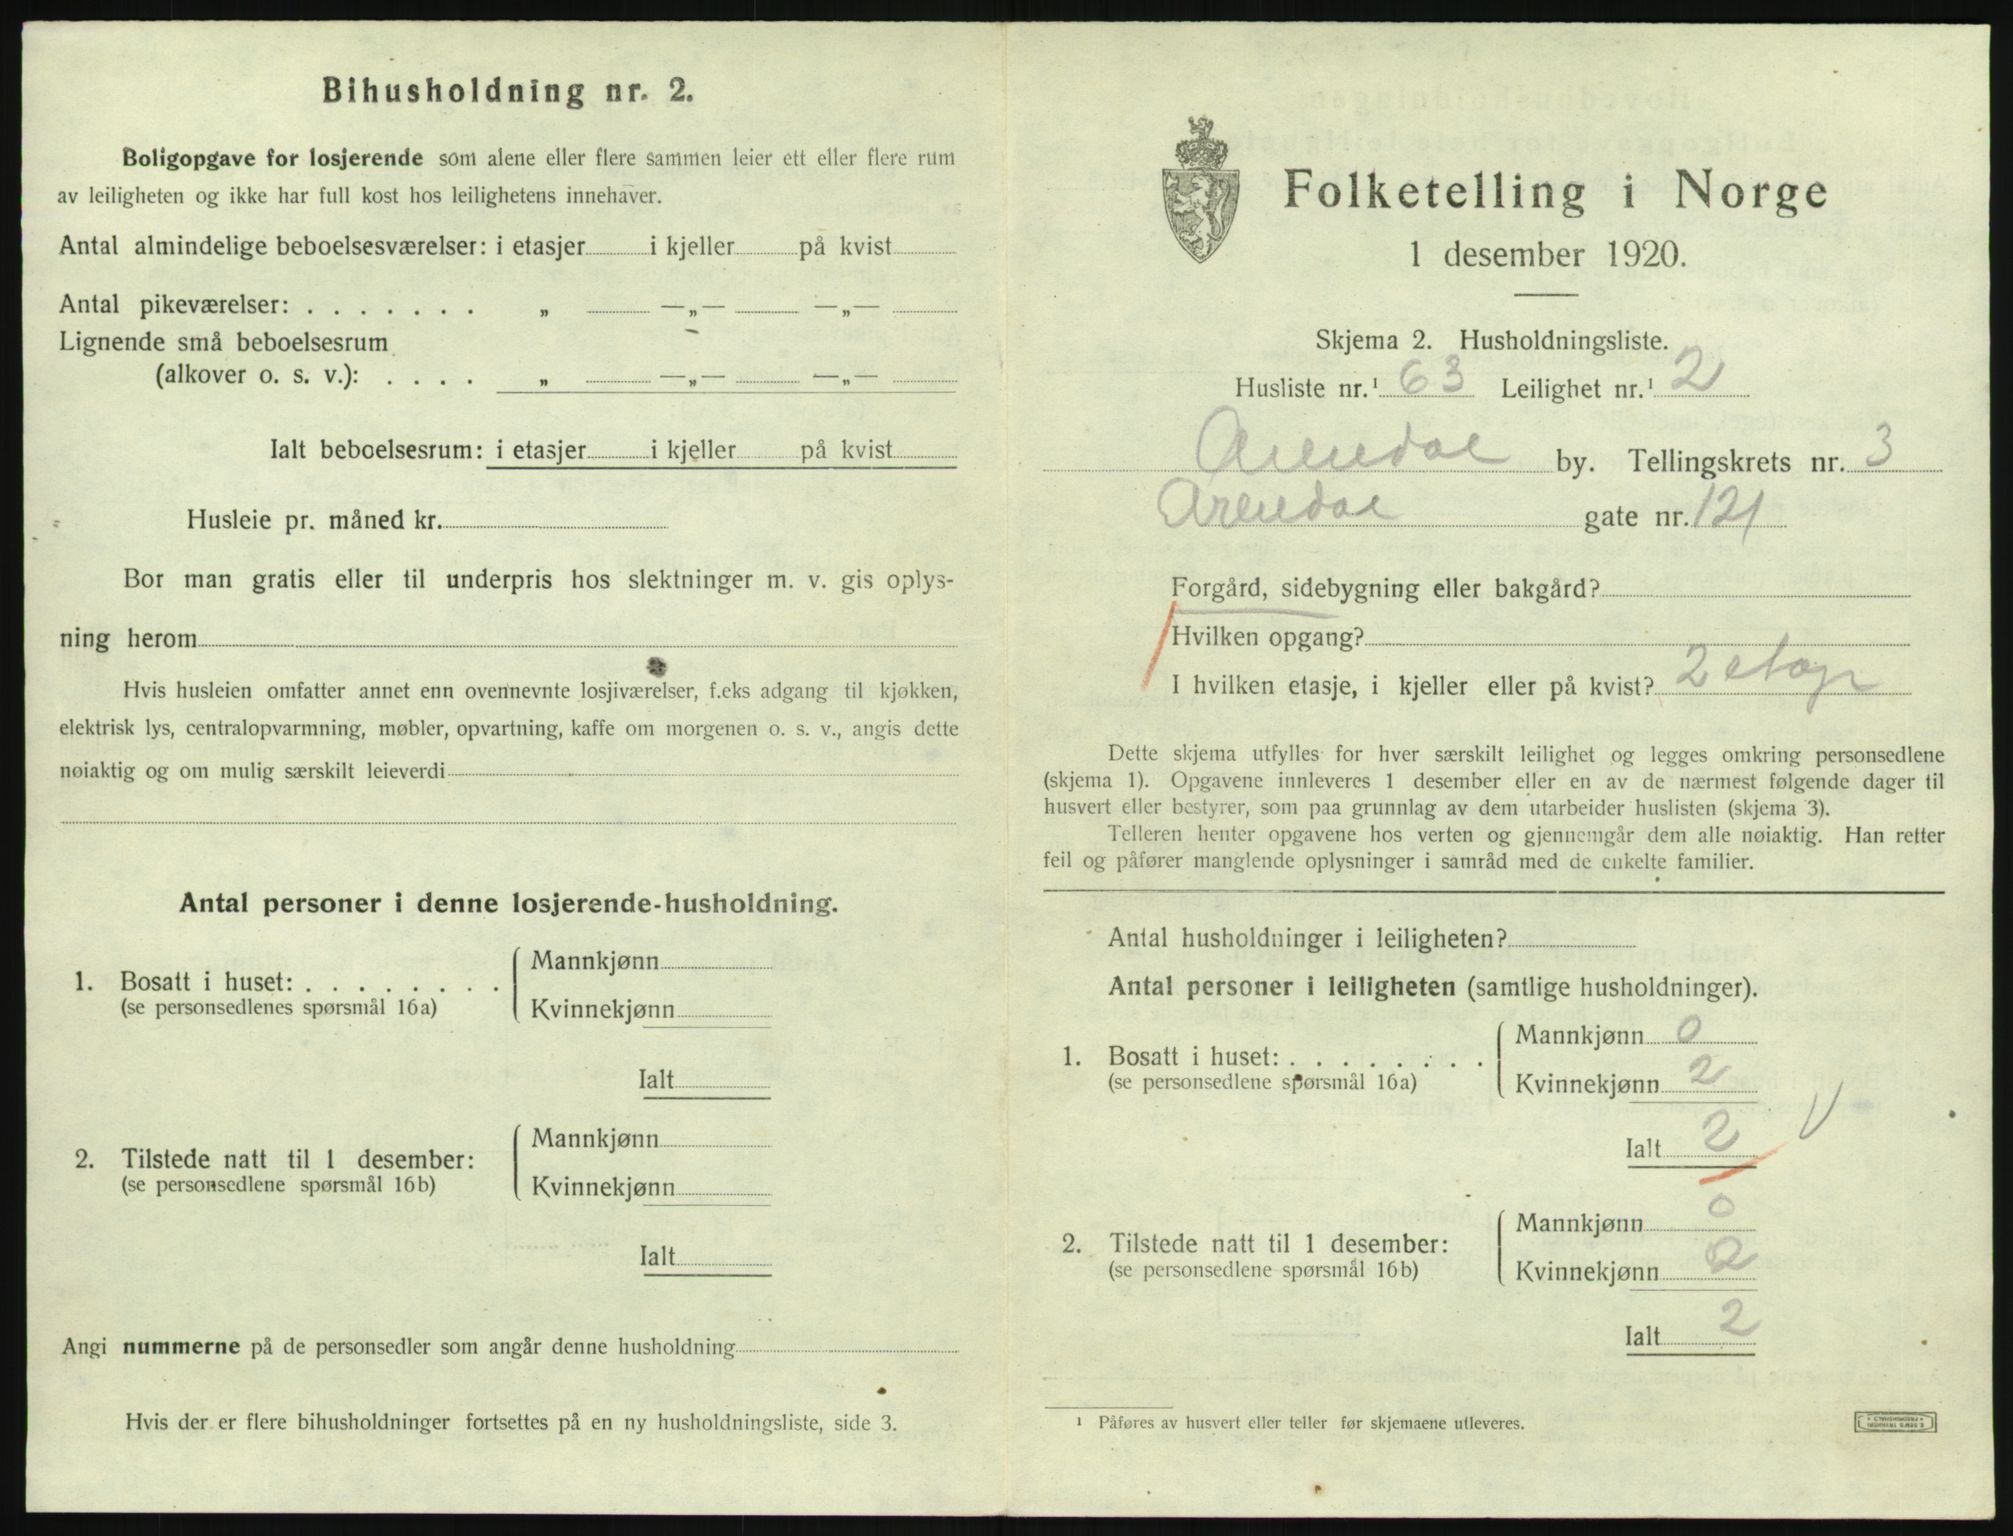 Bihusholdning nr. 2.
Boligopgave for losjerende som alene eller flere sammen leier ett eller flere rum
av leiligheten og ikke har full kost hos leilighetens innehaver.
Antal almindelige beboelsesværelser: i etasjer i kjeller på kvist
Antal pikeværelser: . . . . . . . „ —„— —„—
Lignende små beboelsesrum
(alkover o. s. v.): . . . . „ —„— —„—
Ialt beboelsesrum: i etasjer i kjeller på kvist
Husleie pr. måned kr.
Bor man gratis eller til underpris hos slektninger m. v. gis oplys-
ning herom
Hvis husleien omfatter annet enn ovennevnte losjiværelser, f.eks adgang til kjøkken,
elektrisk lys, centralopvarmning, møbler, opvartning, kaffe om morgenen o. s. v., angis dette
nøiaktig og om mulig særskilt leieverdi
Antal personer i denne losjerende-husholdning.
1. Bosatt i huset: . . . . . . . . Mannkjønn
(se personsedlenes spørsmål 16a) Kvinnekjønn
Ialt
2. Tilstede natt til 1 desember: Mannkjønn
(se personsedlene spørsmål 16b) Kvinnekjønn
Ialt
Angi nummerne på de personsedler som angår denne husholdning
Hvis der er flere bihusholdninger fortsettes på en ny husholdningsliste, side 3.
Folketelling i Norge
1 desember 1920.
Skjema 2. Husholdningsliste.
Husliste nr.¹ 63 Leilighet nr.¹ 2
Arendal by. Tellingskrets nr. 3
Arendal gate nr. 121
Forgård, sidebygning eller bakgård?
Hvilken opgang?
I hvilken etasje, i kjeller eller på kvist? 2 etage
Dette skjema utfylles for hver særskilt leilighet og legges omkring personsedlene
(skjema 1). Opgavene innleveres 1 desember eller en av de nærmest følgende dager til
husvert eller bestyrer, som paa grunnlag av dem utarbeider huslisten (skjema 3).
Telleren henter opgavene hos verten og gjennemgår dem alle nøiaktig. Han retter
feil og påfører manglende oplysninger i samråd med de enkelte familier.
Antal husholdninger i leiligheten?
Antal personer i leiligheten (samtlige husholdninger).
1. Bosatt i huset: . . . . . . . . Mannkjønn 0
(se personsedlene spørsmål 16a) Kvinnekjønn 2
Ialt 2
2. Tilstede natt til 1 desember: Mannkjønn 0
(se personsedlene spørsmål 16b) Kvinnekjønn 2
Ialt 2
¹ Påføres av husvert eller teller før skjemaene utleveres.